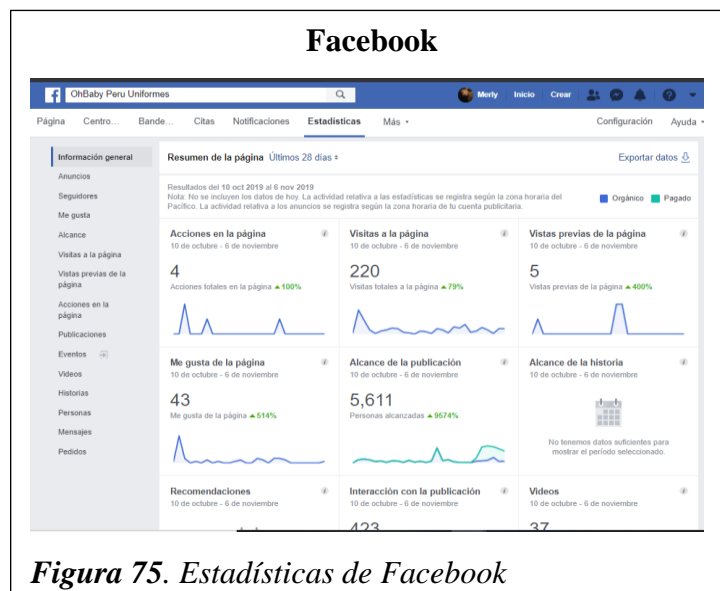 Facebook
OhBaby Peru Uniformes
Merly Inicio Crear
Página Centro... Bande... Citas Notificaciones Estadísticas Más Configuración Ayuda
Información general
Anuncios
Seguidores
Me gusta
Alcance
Visitas a la página
Vistas previas de la
página
Acciones en la
página
Publicaciones
Eventos
Videos
Historias
Personas
Mensajes
Pedidos
Resumen de la página Últimos 28 días
Exportar datos
Resultados del 10 oct 2019 al 6 nov 2019
Nota: No se incluyen los datos de hoy. La actividad relativa a las estadísticas se registra según la zona horaria del
Pacífico. La actividad relativa a los anuncios se registra según la zona horaria de tu cuenta publicitaria.
Orgánico Pagado
Acciones en la página
10 de octubre - 6 de noviembre
4
Acciones totales en la página 100%
Visitas a la página
10 de octubre - 6 de noviembre
220
Visitas totales a la página 79%
Vistas previas de la página
10 de octubre - 6 de noviembre
5
Vistas previas de la página 400%
Me gusta de la página
10 de octubre - 6 de noviembre
43
Me gusta de la página 514%
Alcance de la publicación
10 de octubre - 6 de noviembre
5,611
Personas alcanzadas 9574%
Alcance de la historia
10 de octubre - 6 de noviembre
No tenemos datos suficientes para
mostrar el período seleccionado.
Recomendaciones
10 de octubre - 6 de noviembre
Interacción con la publicación
10 de octubre - 6 de noviembre
423
Videos
10 de octubre - 6 de noviembre
37
Figura 75. Estadísticas de Facebook